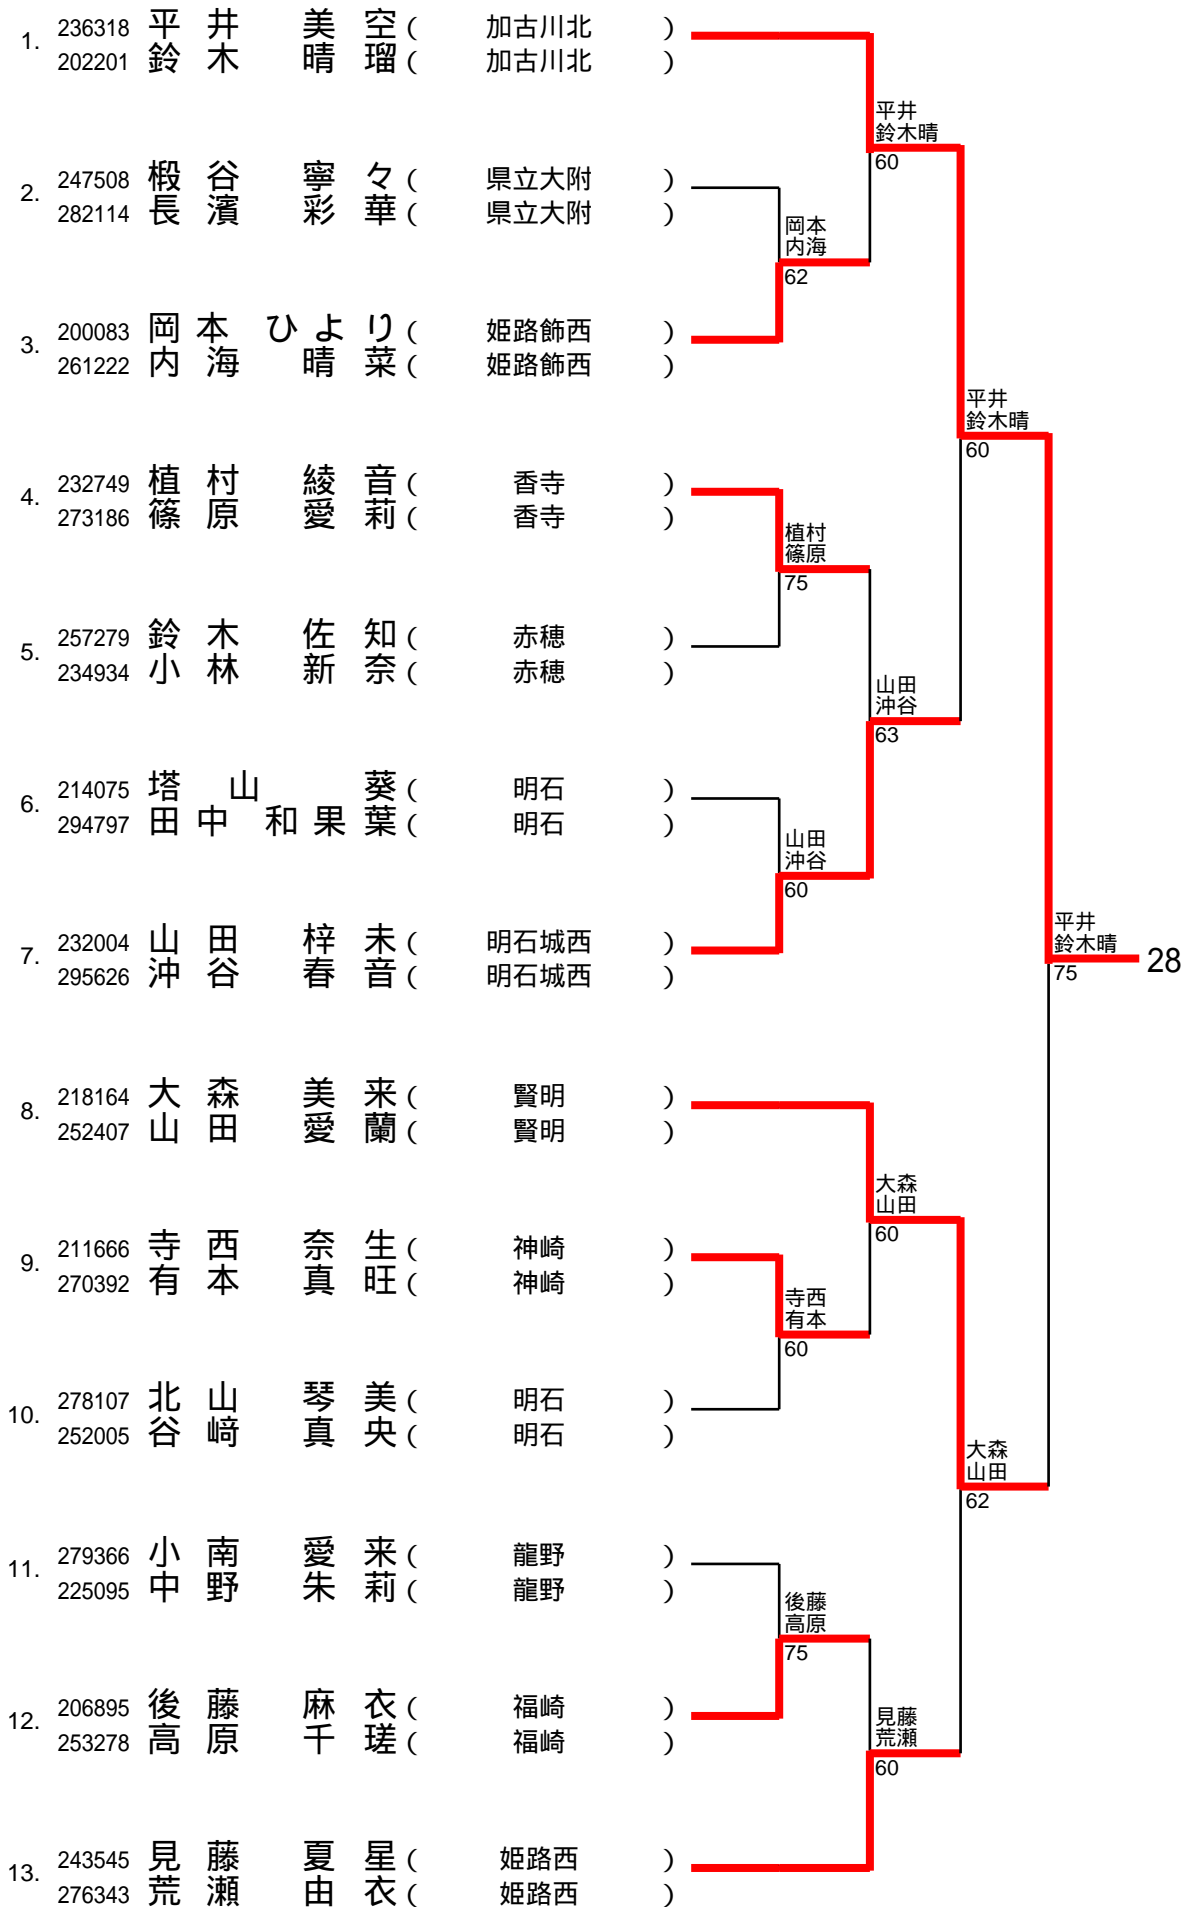 1. 236318 平井 美空 ( 加古川北 )
202201 鈴木 晴瑠 ( 加古川北 )
平井
鈴木晴
60
2. 247508 椴谷 寧々 ( 県立大附 )
282114 長濱 彩華 ( 県立大附 )
岡本
内海
62
3. 200083 岡本 ひより ( 姫路飾西 )
261222 内海 晴菜 ( 姫路飾西 )
平井
鈴木晴
60
4. 232749 植村 綾音 ( 香寺 )
273186 篠原 愛莉 ( 香寺 )
植村
篠原
75
5. 257279 鈴木 佐知 ( 赤穂 )
234934 小林 新奈 ( 赤穂 )
山田
沖谷
63
6. 214075 塔山 葵 ( 明石 )
294797 田中 和果葉 ( 明石 )
山田
沖谷
60
7. 232004 山田 梓未 ( 明石城西 )
295626 沖谷 春音 ( 明石城西 )
平井
鈴木晴
75
28
8. 218164 大森 美来 ( 賢明 )
252407 山田 愛蘭 ( 賢明 )
大森
山田
60
9. 211666 寺西 奈生 ( 神崎 )
270392 有本 真旺 ( 神崎 )
寺西
有本
60
10. 278107 北山 琴美 ( 明石 )
252005 谷﨑 真央 ( 明石 )
大森
山田
62
11. 279366 小南 愛来 ( 龍野 )
225095 中野 朱莉 ( 龍野 )
後藤
高原
75
12. 206895 後藤 麻衣 ( 福崎 )
253278 高原 千瑳 ( 福崎 )
見藤
荒瀬
60
13. 243545 見藤 夏星 ( 姫路西 )
276343 荒瀬 由衣 ( 姫路西 )